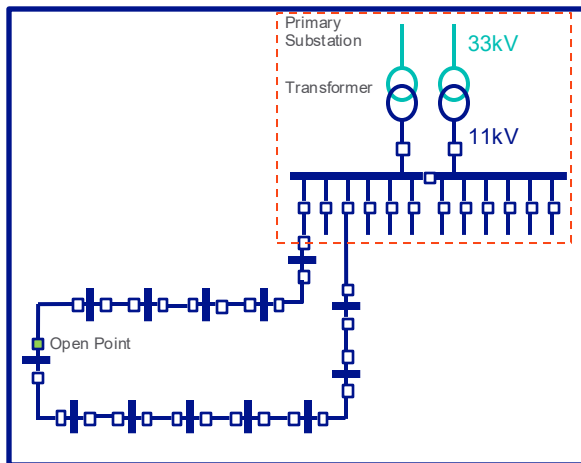 Primary
Substation
33kV
Transformer
11kV
Open Point